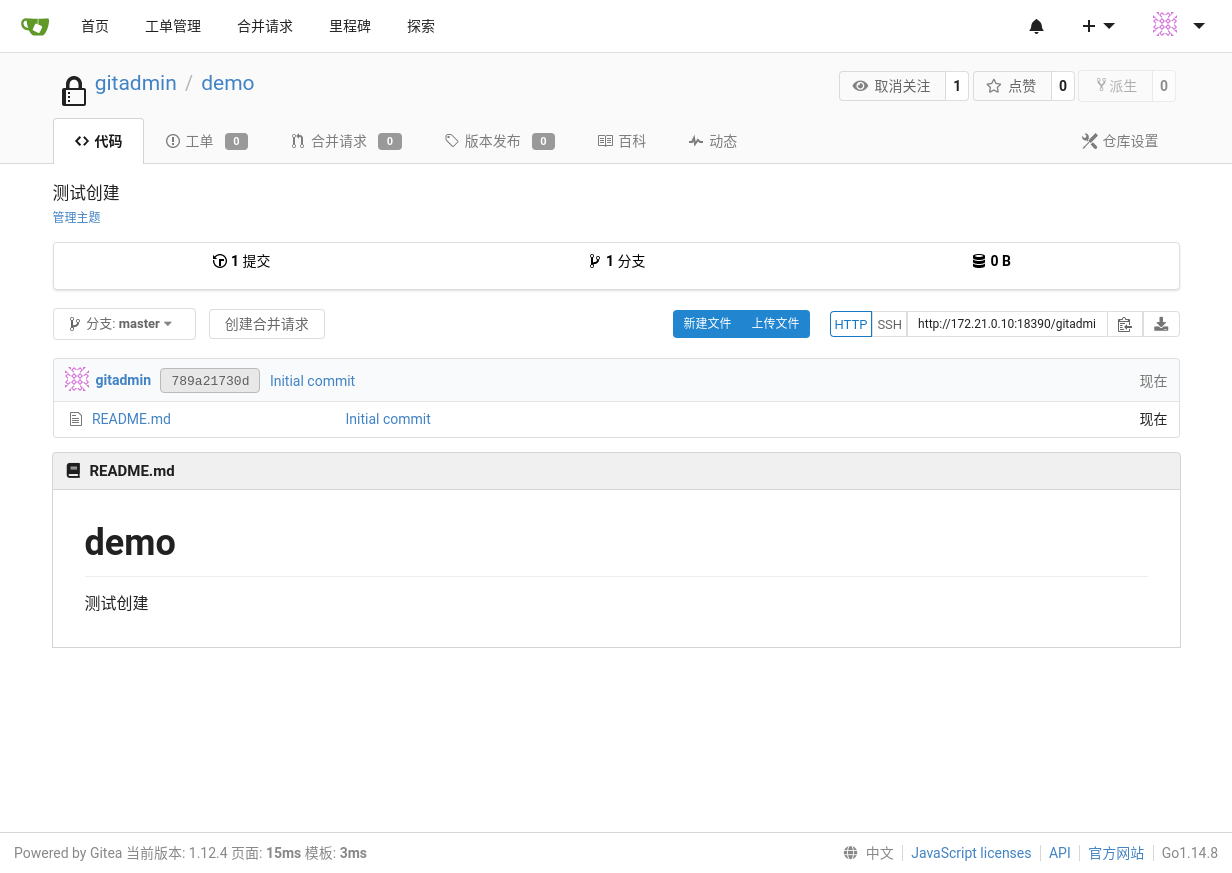 首页 工单管理 合并请求 里程碑 探索
gitadmin / demo 取消关注 1 点赞 0 派生 0
代码 工单 0 合并请求 0 版本发布 0 百科 动态 仓库设置
测试创建
管理主题
1 提交 1 分支 0 B
分支: master 创建合并请求 新建文件 上传文件 HTTP SSH http://172.21.0.10:18390/gitadmi
gitadmin 789a21730d Initial commit 现在
README.md Initial commit 现在
README.md
demo
测试创建
Powered by Gitea 当前版本: 1.12.4 页面: 15ms 模板: 3ms 中文 JavaScript licenses API 官方网站 Go1.14.8